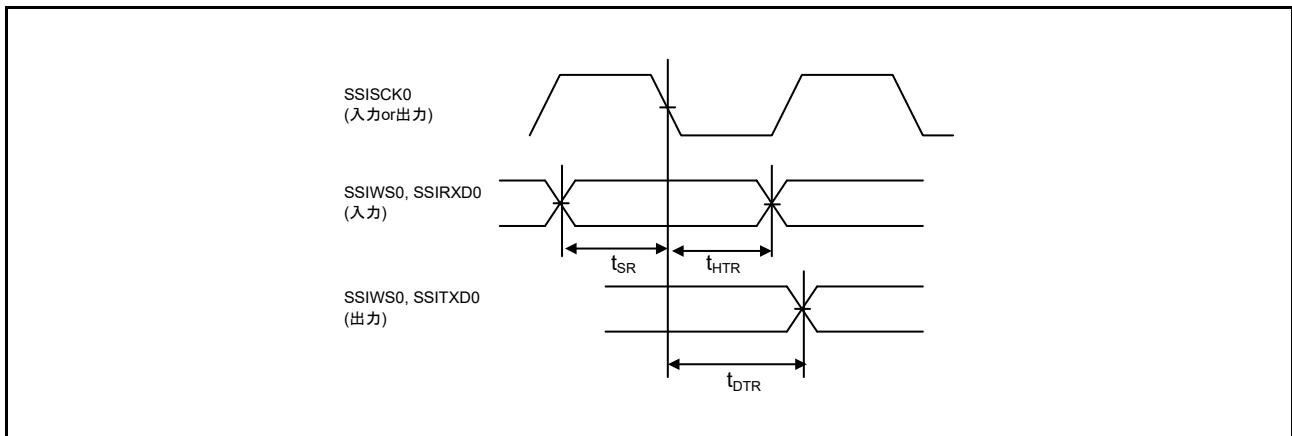 SSISCK0
(入力or出力)
SSIWS0, SSIRXD0
(入力)
tSR
tHTR
SSIWS0, SSITXD0
(出力)
tDTR